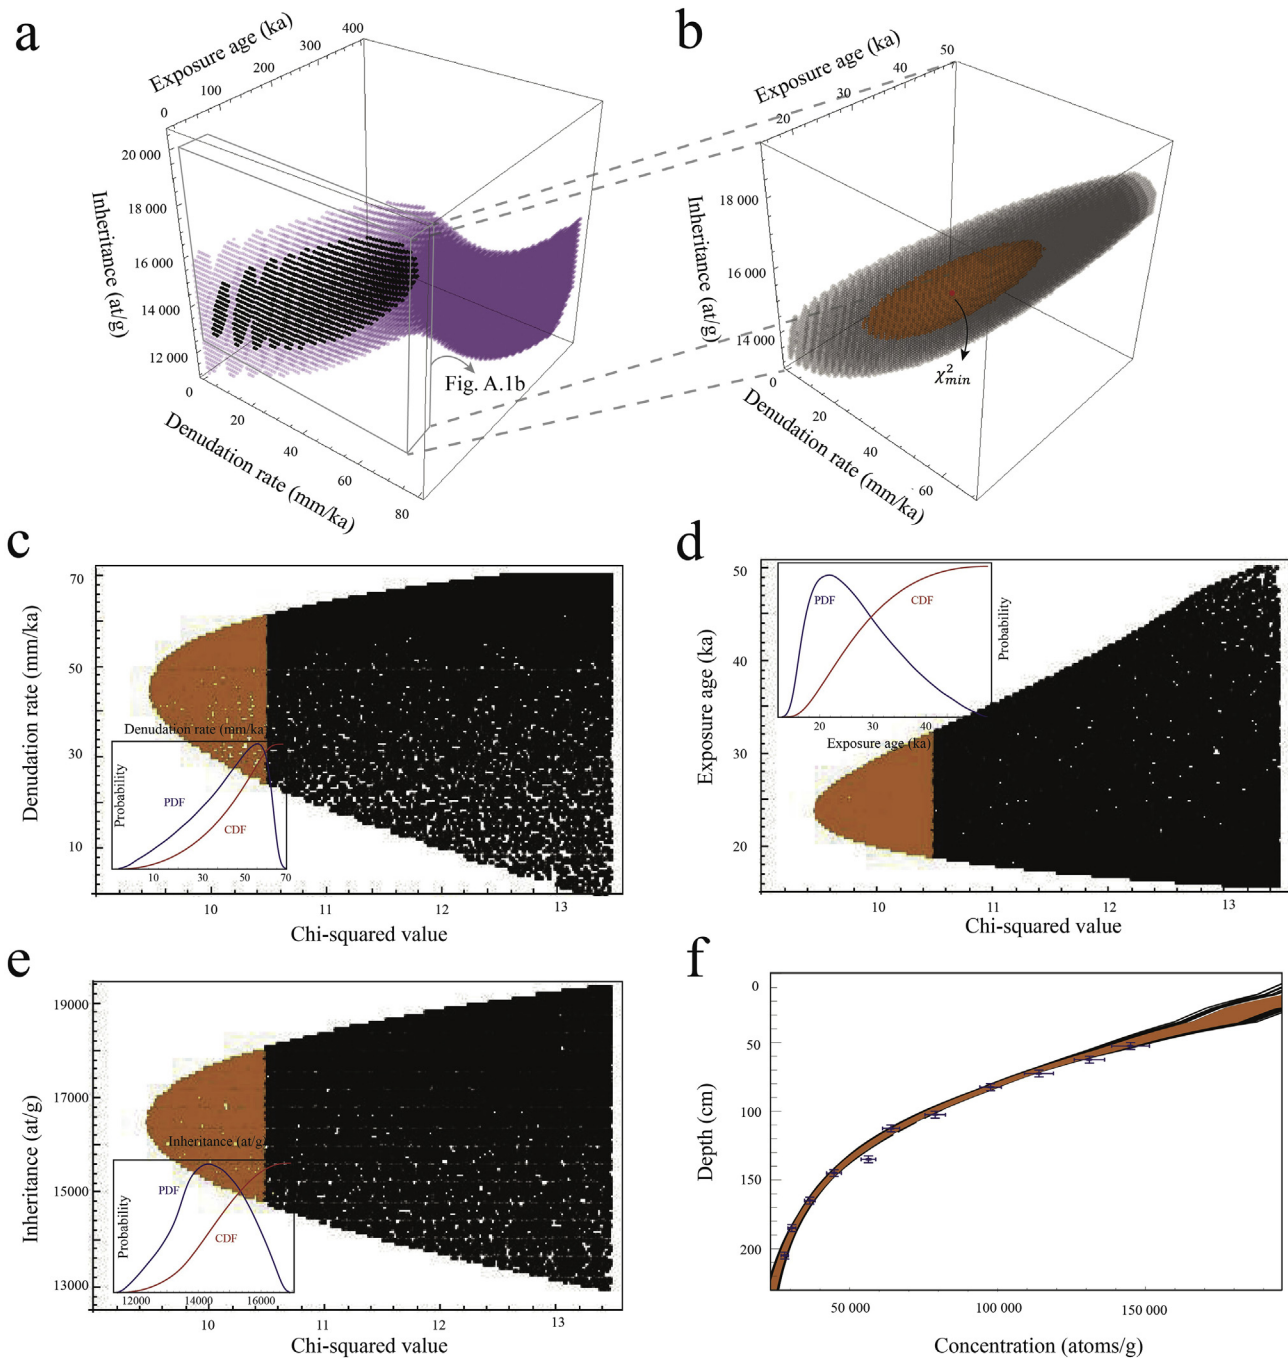 a
Exposure age (ka)
0
100
200
300
400
Inheritance (at/g)
20 000
18 000
16 000
14 000
12 000
0
20
40
60
80
Denudation rate (mm/ka)
Fig. A.1b
b
Exposure age (ka)
20
30
40
50
Inheritance (at/g)
18 000
16 000
14 000
0
20
40
60
Denudation rate (mm/ka)
χ²min
c
Denudation rate (mm/ka)
70
50
30
10
Denudation rate (mm/ka)
Probability
PDF
CDF
10
30
50
70
10
11
12
13
Chi-squared value
d
Exposure age (ka)
50
40
30
20
PDF
CDF
Probability
20
30
40
Exposure age (ka)
10
11
12
13
Chi-squared value
e
Inheritance (at/g)
19000
17000
15000
13000
Inheritance (at/g)
Probability
PDF
CDF
12000
14000
16000
10
11
12
13
Chi-squared value
f
Depth (cm)
0
50
100
150
200
50 000
100 000
150 000
Concentration (atoms/g)